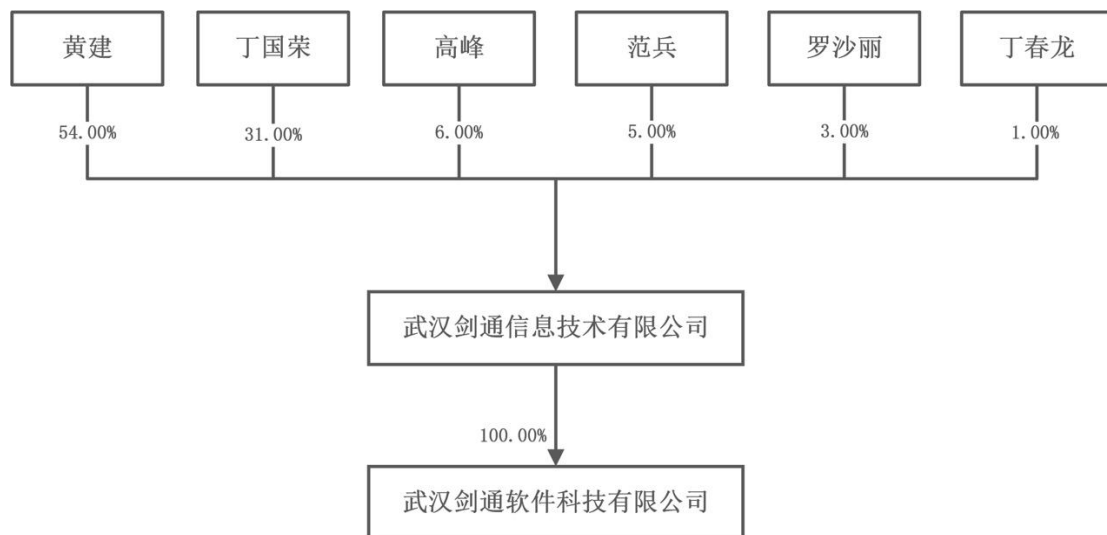 黄建 丁国荣 高峰 范兵 罗沙丽 丁春龙
54.00% 31.00% 6.00% 5.00% 3.00% 1.00%
武汉剑通信息技术有限公司
100.00%
武汉剑通软件科技有限公司